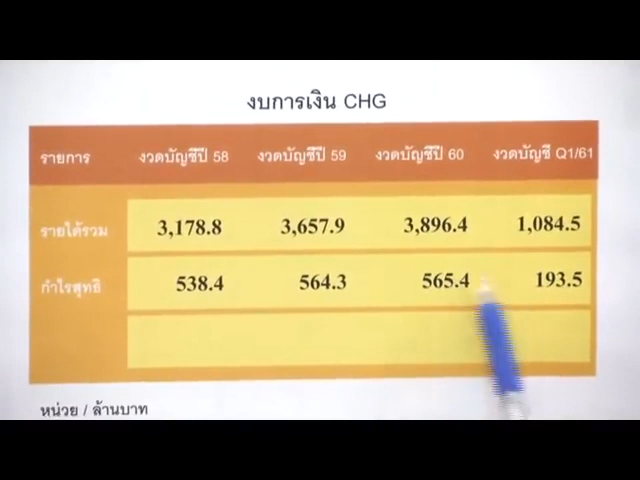 งบการเงิน CHG
รายการ งวดบัญชีปี 58 งวดบัญชีปี 59 งวดบัญชีปี 60 งวดบัญชี Q1/61
รายได้รวม 3,178.8 3,657.9 3,896.4 1,084.5
กำไรสุทธิ 538.4 564.3 565.4 193.5
หน่วย / ล้านบาท